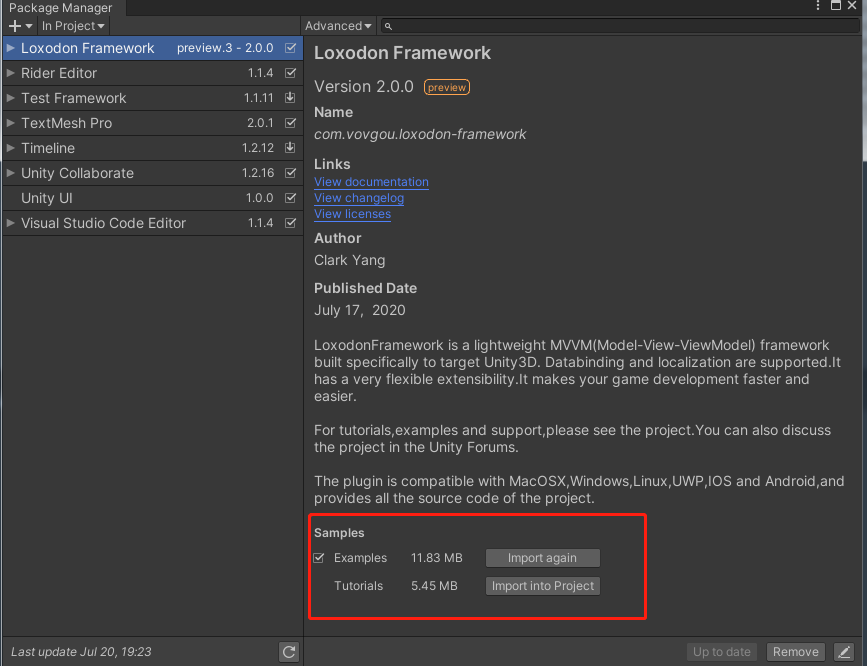 Package Manager
In Project
Advanced
Loxodon Framework preview.3 - 2.0.0
Rider Editor 1.1.4
Test Framework 1.1.11
TextMesh Pro 2.0.1
Timeline 1.2.12
Unity Collaborate 1.2.16
Unity UI 1.0.0
Visual Studio Code Editor 1.1.4
Last update Jul 20, 19:23
Loxodon Framework
Version 2.0.0 preview
Name
com.vovgou.loxodon-framework
Links
View documentation
View changelog
View licenses
Author
Clark Yang
Published Date
July 17, 2020
LoxodonFramework is a lightweight MVVM(Model-View-ViewModel) framework
built specifically to target Unity3D. Databinding and localization are supported.It
has a very flexible extensibility.It makes your game development faster and
easier.
For tutorials,examples and support,please see the project.You can also discuss
the project in the Unity Forums.
The plugin is compatible with MacOSX,Windows,Linux,UWP,IOS and Android,and
provides all the source code of the project.
Samples
Examples 11.83 MB Import again
Tutorials 5.45 MB Import into Project
Up to date Remove